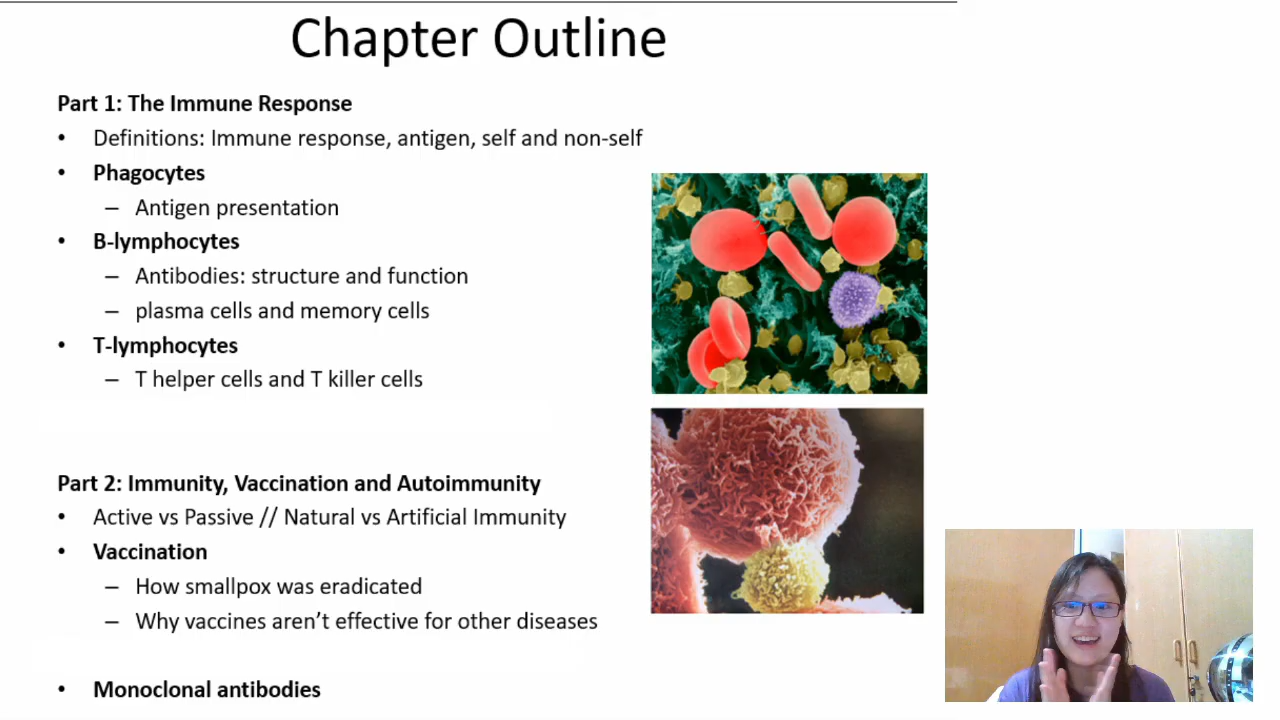 Chapter Outline
Part 1: The Immune Response
• Definitions: Immune response, antigen, self and non-self
• Phagocytes
– Antigen presentation
• B-lymphocytes
– Antibodies: structure and function
– plasma cells and memory cells
• T-lymphocytes
– T helper cells and T killer cells
Part 2: Immunity, Vaccination and Autoimmunity
• Active vs Passive // Natural vs Artificial Immunity
• Vaccination
– How smallpox was eradicated
– Why vaccines aren’t effective for other diseases
• Monoclonal antibodies